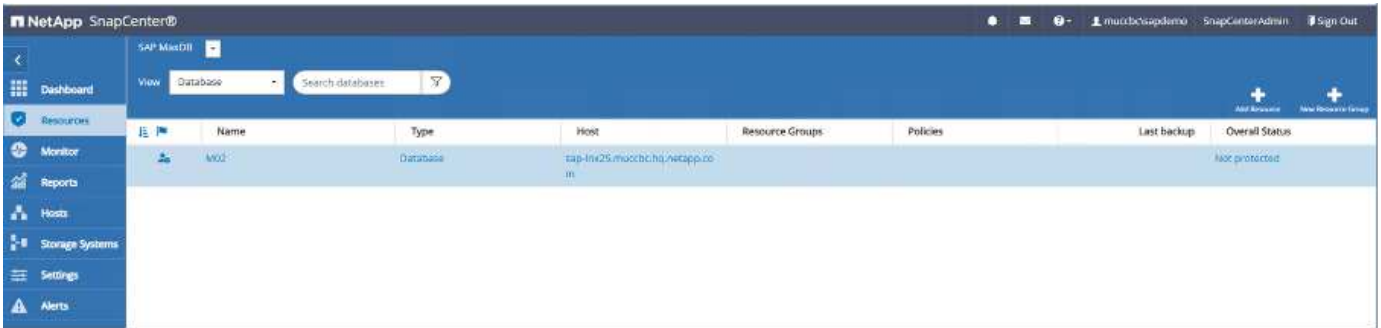 NetApp SnapCenter®
muccbc\sapdemo SnapCenterAdmin Sign Out
SAP MaxDB
View Database Search databases
Dashboard
Add Resource New Resource Group
Resources
Name Type Host Resource Groups Policies Last backup Overall Status
Monitor
M02 Database sap-lnx25.muccbc.hq.netapp.co
m
Not protected
Reports
Hosts
Storage Systems
Settings
Alerts